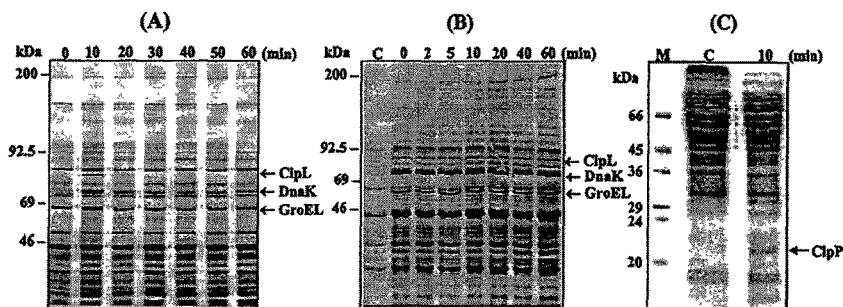 (A)
kDa 0 10 20 30 40 50 60 (min)
200
92.5
69
46
ClpL
DnaK
GroEL
(B)
kDa C 0 2 5 10 20 40 60 (min)
200
92.5
69
46
ClpL
DnaK
GroEL
(C)
M C 10 (min)
kDa
66
45
36
29
24
20
ClpP